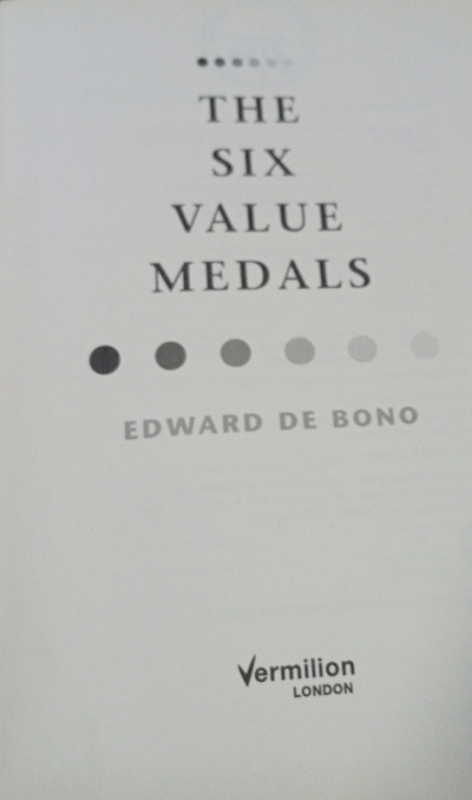 THE
SIX
VALUE
MEDALS
EDWARD DE BONO
Vermilion
LONDON